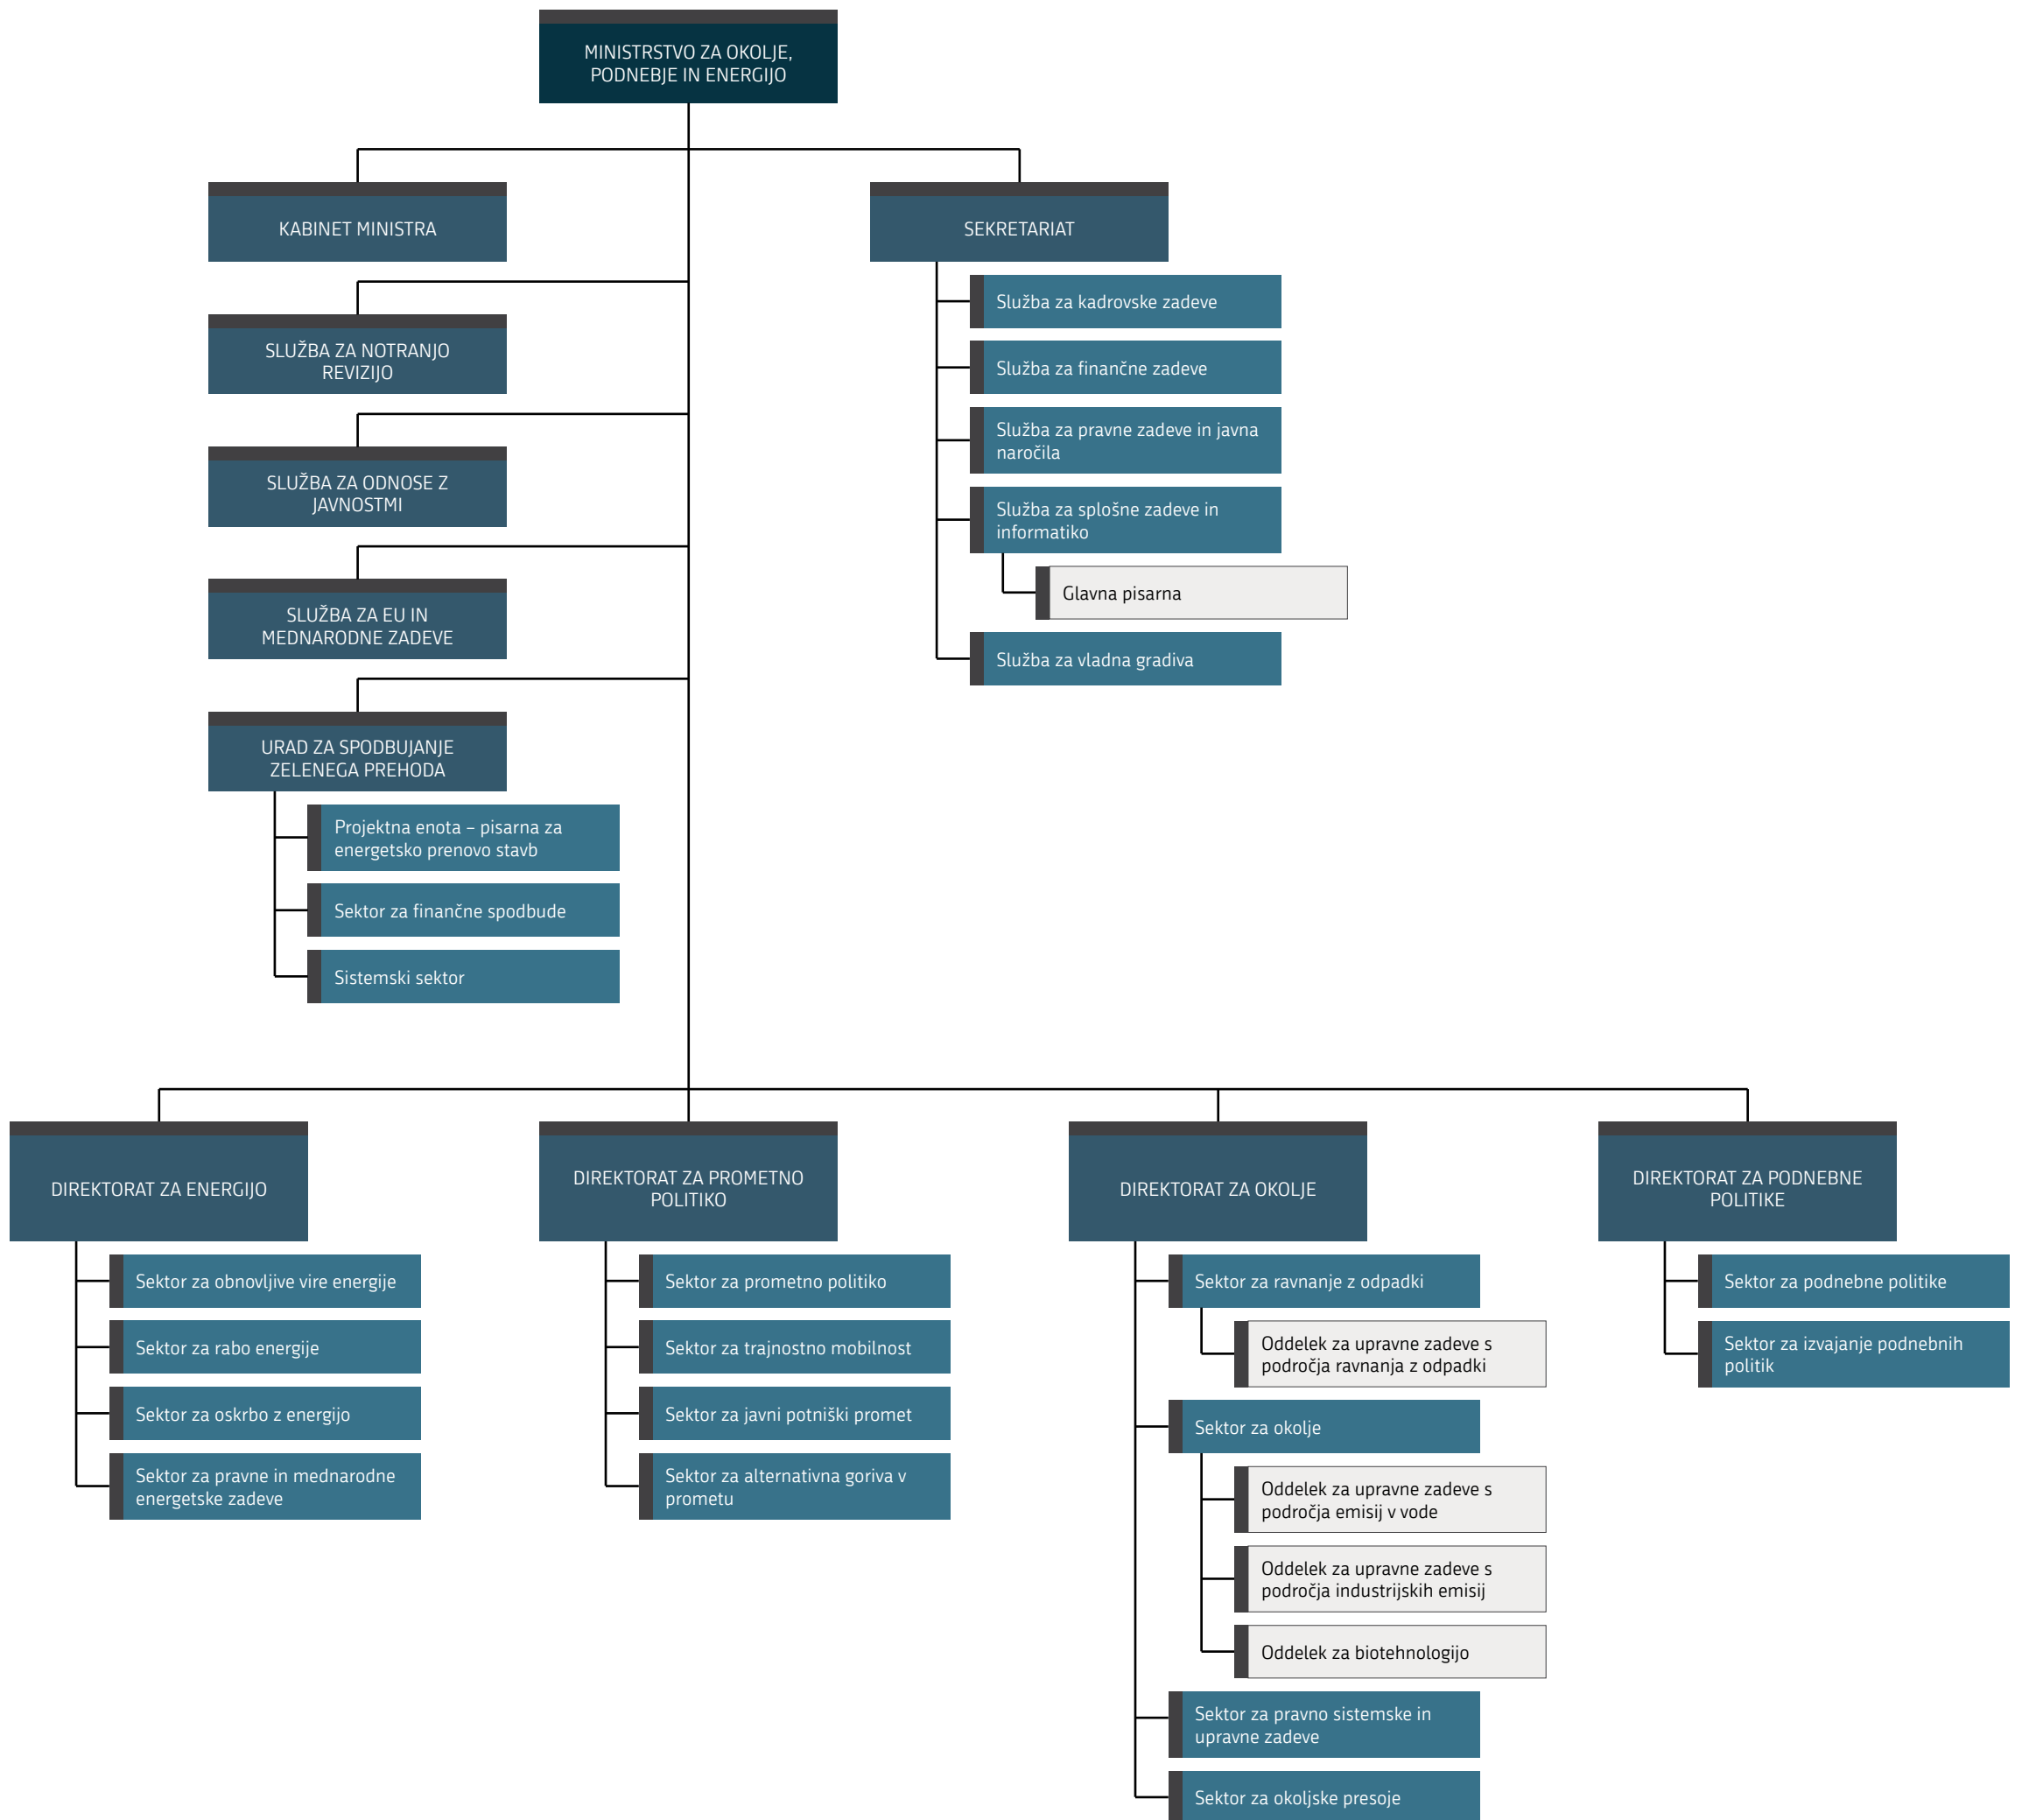 MINISTRSTVO ZA OKOLJE,
PODNEBJE IN ENERGIJO
KABINET MINISTRA
SLUŽBA ZA NOTRANJO
REVIZIJO
SLUŽBA ZA ODNOSE Z
JAVNOSTMI
SLUŽBA ZA EU IN
MEDNARODNE ZADEVE
URAD ZA SPODBUJANJE
ZELENEGA PREHODA
Projektna enota – pisarna za
energetsko prenovo stavb
Sektor za finančne spodbude
Sistemski sektor
SEKRETARIAT
Služba za kadrovske zadeve
Služba za finančne zadeve
Služba za pravne zadeve in javna
naročila
Služba za splošne zadeve in
informatiko
Glavna pisarna
Služba za vladna gradiva
DIREKTORAT ZA ENERGIJO
Sektor za obnovljive vire energije
Sektor za rabo energije
Sektor za oskrbo z energijo
Sektor za pravne in mednarodne
energetske zadeve
DIREKTORAT ZA PROMETNO
POLITIKO
Sektor za prometno politiko
Sektor za trajnostno mobilnost
Sektor za javni potniški promet
Sektor za alternativna goriva v
prometu
DIREKTORAT ZA OKOLJE
Sektor za ravnanje z odpadki
Oddelek za upravne zadeve s
področja ravnanja z odpadki
Sektor za okolje
Oddelek za upravne zadeve s
področja emisij v vode
Oddelek za upravne zadeve s
področja industrijskih emisij
Oddelek za biotehnologijo
Sektor za pravno sistemske in
upravne zadeve
Sektor za okoljske presoje
DIREKTORAT ZA PODNEBNE
POLITIKE
Sektor za podnebne politike
Sektor za izvajanje podnebnih
politik